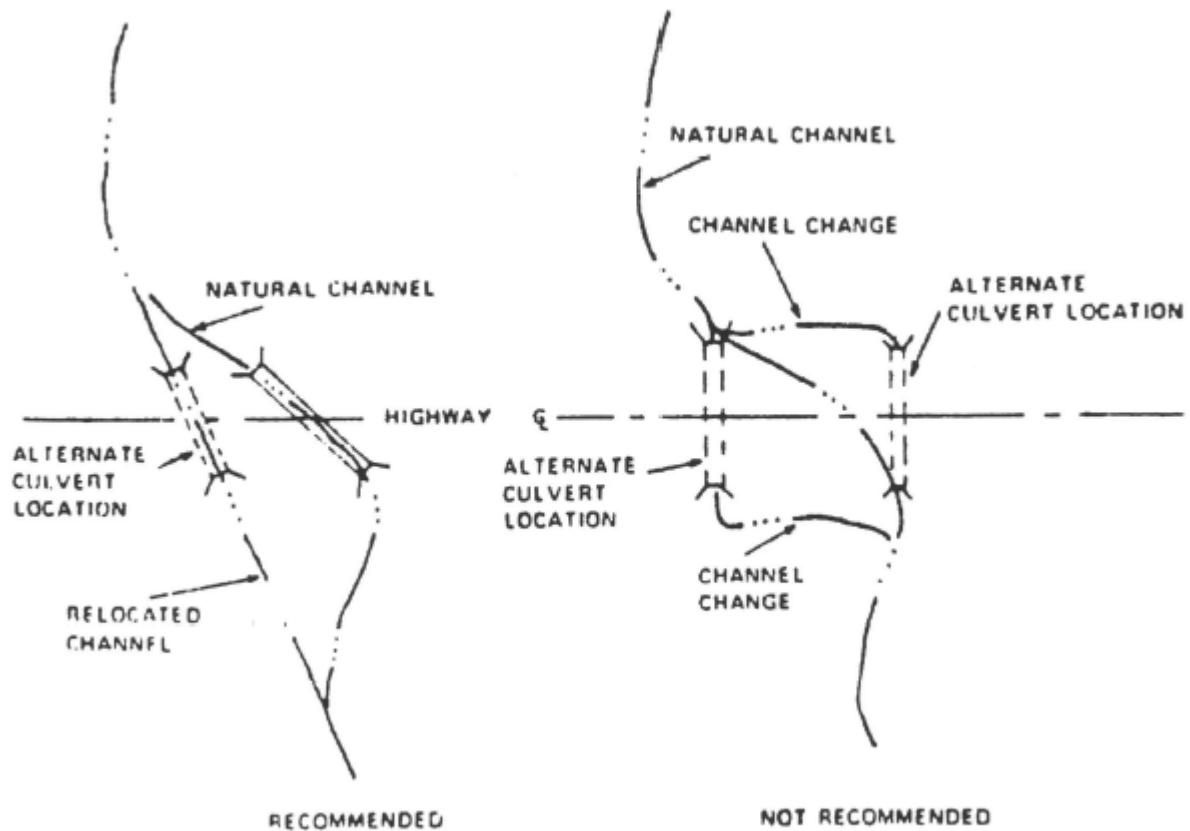 NATURAL CHANNEL
CHANNEL CHANGE
NATURAL CHANNEL
ALTERNATE
CULVERT LOCATION
HIGHWAY ℄
ALTERNATE
CULVERT
LOCATION
ALTERNATE
CULVERT
LOCATION
CHANNEL
CHANGE
RELOCATED
CHANNEL
RECOMMENDED
NOT RECOMMENDED